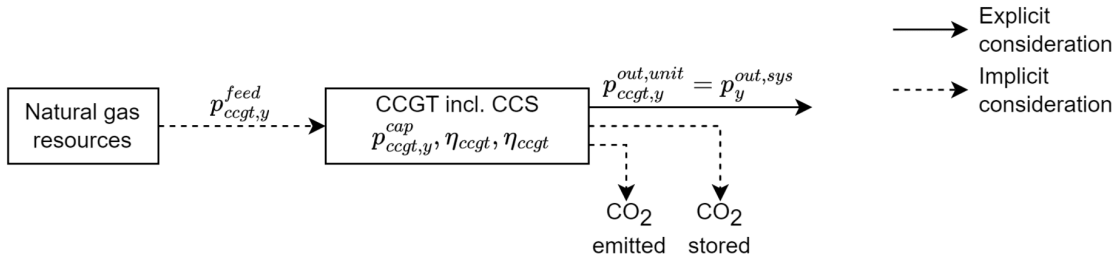 Natural gas
resources
p_{ccgt,y}^{feed}
CCGT incl. CCS
p_{ccgt,y}^{cap}, η_{ccgt}, η_{ccgt}
p_{ccgt,y}^{out,unit} = p_{y}^{out,sys}
CO₂
emitted
CO₂
stored
Explicit
consideration
Implicit
consideration